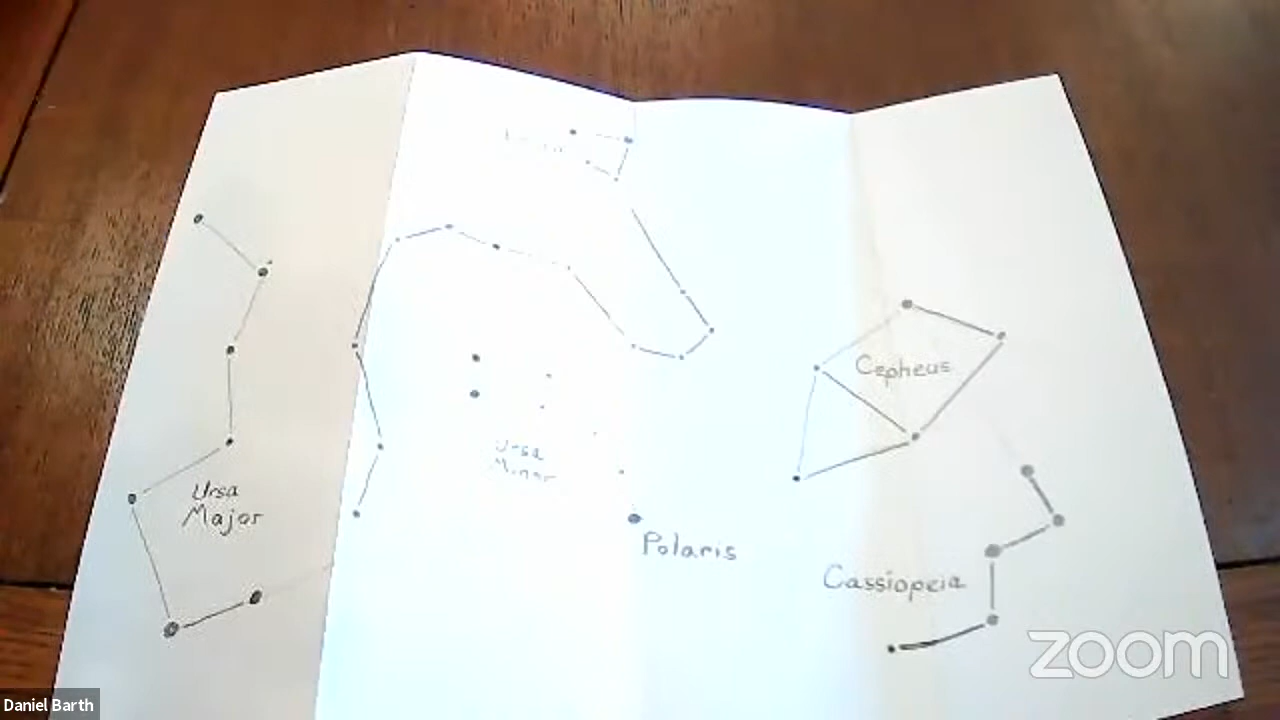 Cepheus
Ursa
Minor
Ursa
Major
Polaris
Cassiopeia
zoom
Daniel Barth